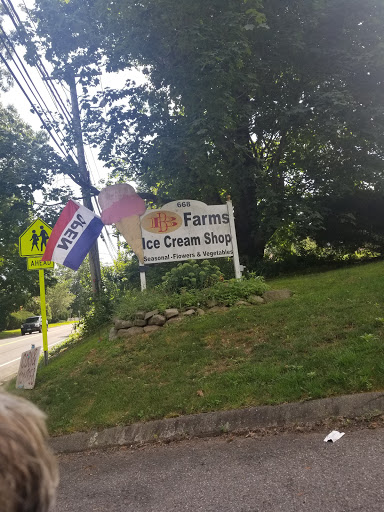 668
Farms
Ice Cream Shop
Seasonal-Flowers & Vegetables
OPEN
AHEAD